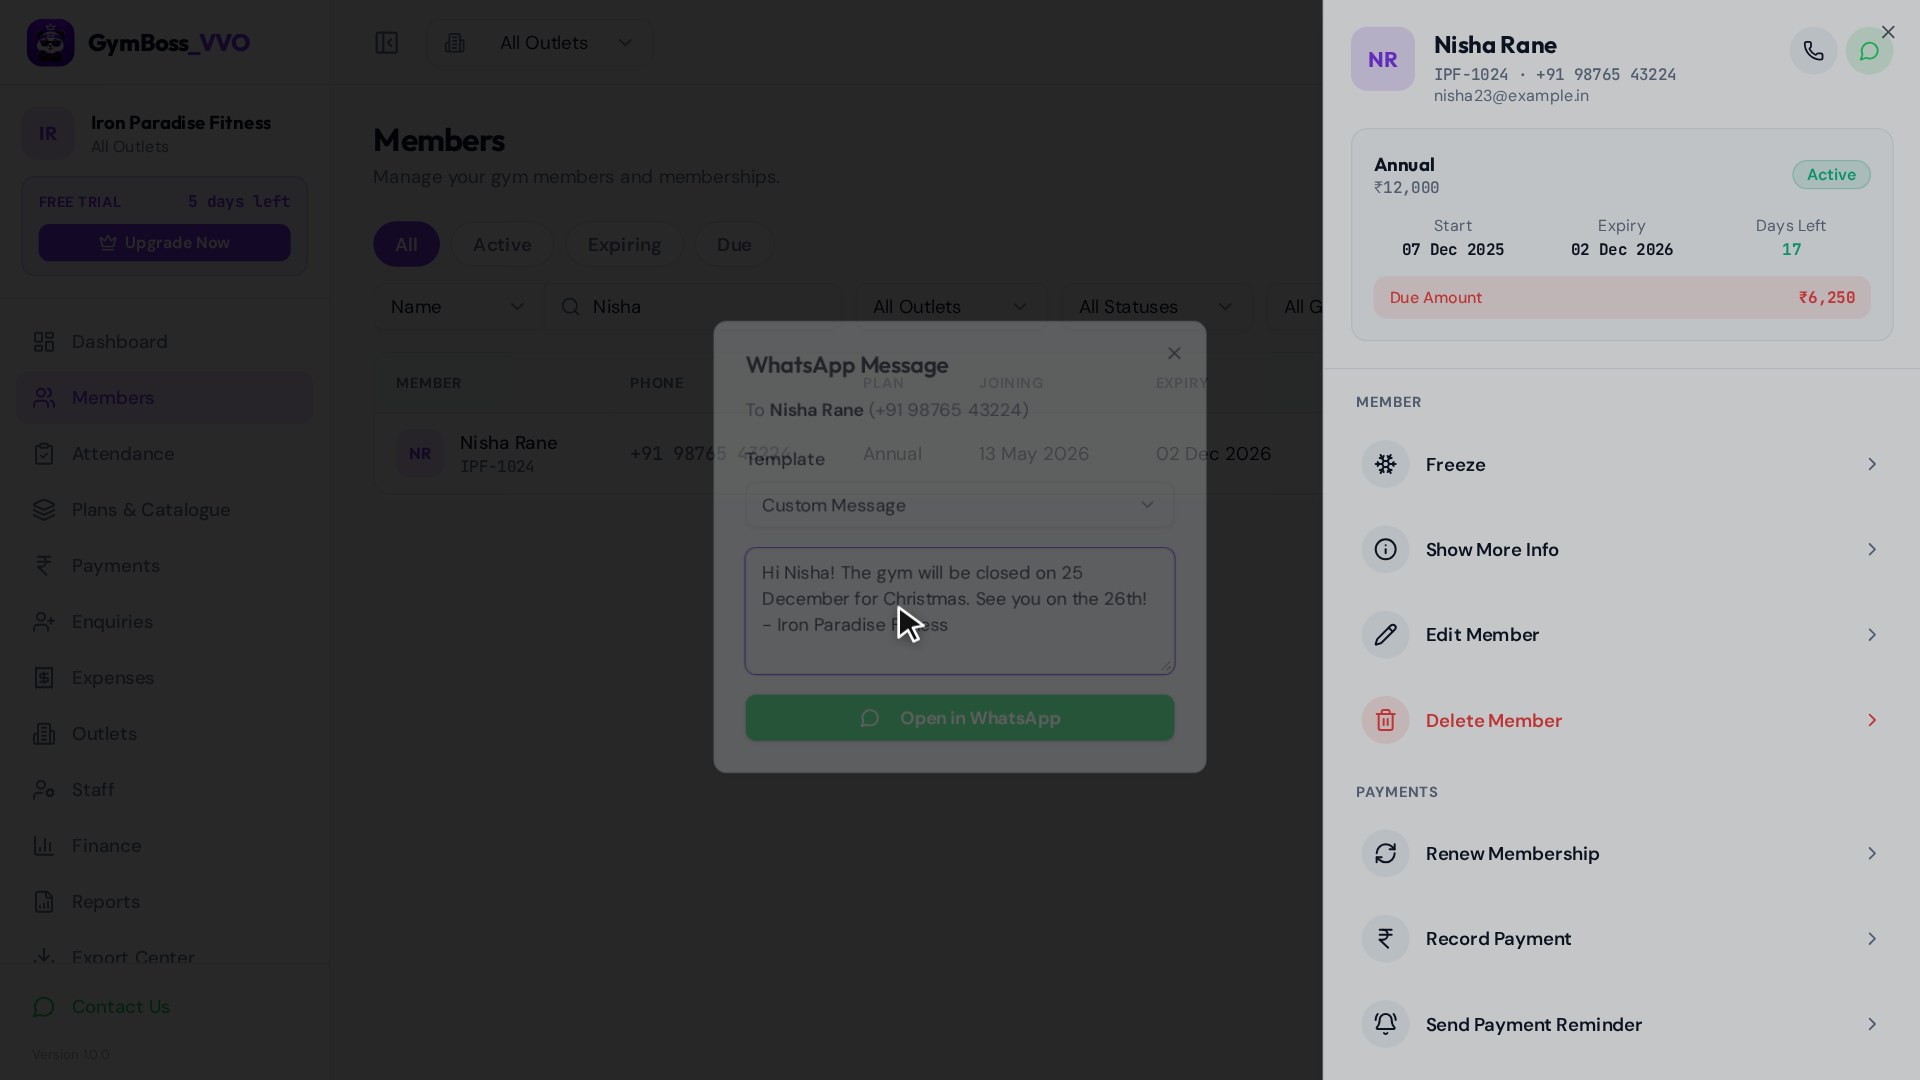 GymBoss_VVO
IR
Iron Paradise Fitness
All Outlets
FREE TRIAL
5 days left
Upgrade Now
Dashboard
Members
Attendance
Plans & Catalogue
Payments
Enquiries
Expenses
Outlets
Staff
Finance
Reports
Export Center
Contact Us
Version 1.0.0
All Outlets
Members
Manage your gym members and memberships.
All
Active
Expiring
Due
Name
Nisha
All Outlets
All Statuses
All G
MEMBER
PHONE
PLAN
JOINING
EXPIRY
NR
Nisha Rane
IPF-1024
+91 98765
Annual
13 May 2026
02 Dec 2026
WhatsApp Message
To Nisha Rane (+91 98765 43224)
Template
Custom Message
Hi Nisha! The gym will be closed on 25
December for Christmas. See you on the 26th!
- Iron Paradise
Open in WhatsApp
NR
Nisha Rane
IPF-1024 · +91 98765 43224
nisha23@example.in
Annual
₹12,000
Active
Start
Expiry
Days Left
07 Dec 2025
02 Dec 2026
17
Due Amount
₹6,250
MEMBER
Freeze
Show More Info
Edit Member
Delete Member
PAYMENTS
Renew Membership
Record Payment
Send Payment Reminder